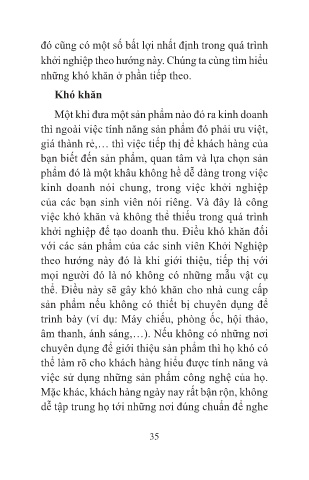 đó cũng có một số bất lợi nhất định trong quá trình
khởi nghiệp theo hướng này. Chúng ta cùng tìm hiểu
những khó khăn ở phần tiếp theo.
Khó khăn
Một khi đưa một sản phẩm nào đó ra kinh doanh
thì ngoài việc tính năng sản phẩm đó phải ưu việt,
giá thành rẻ,… thì việc tiếp thị để khách hàng của
bạn biết đến sản phẩm, quan tâm và lựa chọn sản
phẩm đó là một khâu không hề dễ dàng trong việc
kinh doanh nói chung, trong việc khởi nghiệp
của các bạn sinh viên nói riêng. Và đây là công
việc khó khăn và không thể thiếu trong quá trình
khởi nghiệp để tạo doanh thu. Điều khó khăn đối
với các sản phẩm của các sinh viên Khởi Nghiệp
theo hướng này đó là khi giới thiệu, tiếp thị với
mọi người đó là nó không có những mẫu vật cụ
thể. Điều này sẽ gây khó khăn cho nhà cung cấp
sản phẩm nếu không có thiết bị chuyên dụng để
trình bày (ví dụ: Máy chiếu, phòng ốc, hội thảo,
âm thanh, ánh sáng,…). Nếu không có những nơi
chuyên dụng để giới thiệu sản phẩm thì họ khó có
thể làm rõ cho khách hàng hiểu được tính năng và
việc sử dụng những sản phẩm công nghệ của họ.
Mặc khác, khách hàng ngày nay rất bận rộn, không
dễ tập trung họ tới những nơi đúng chuẩn để nghe
35